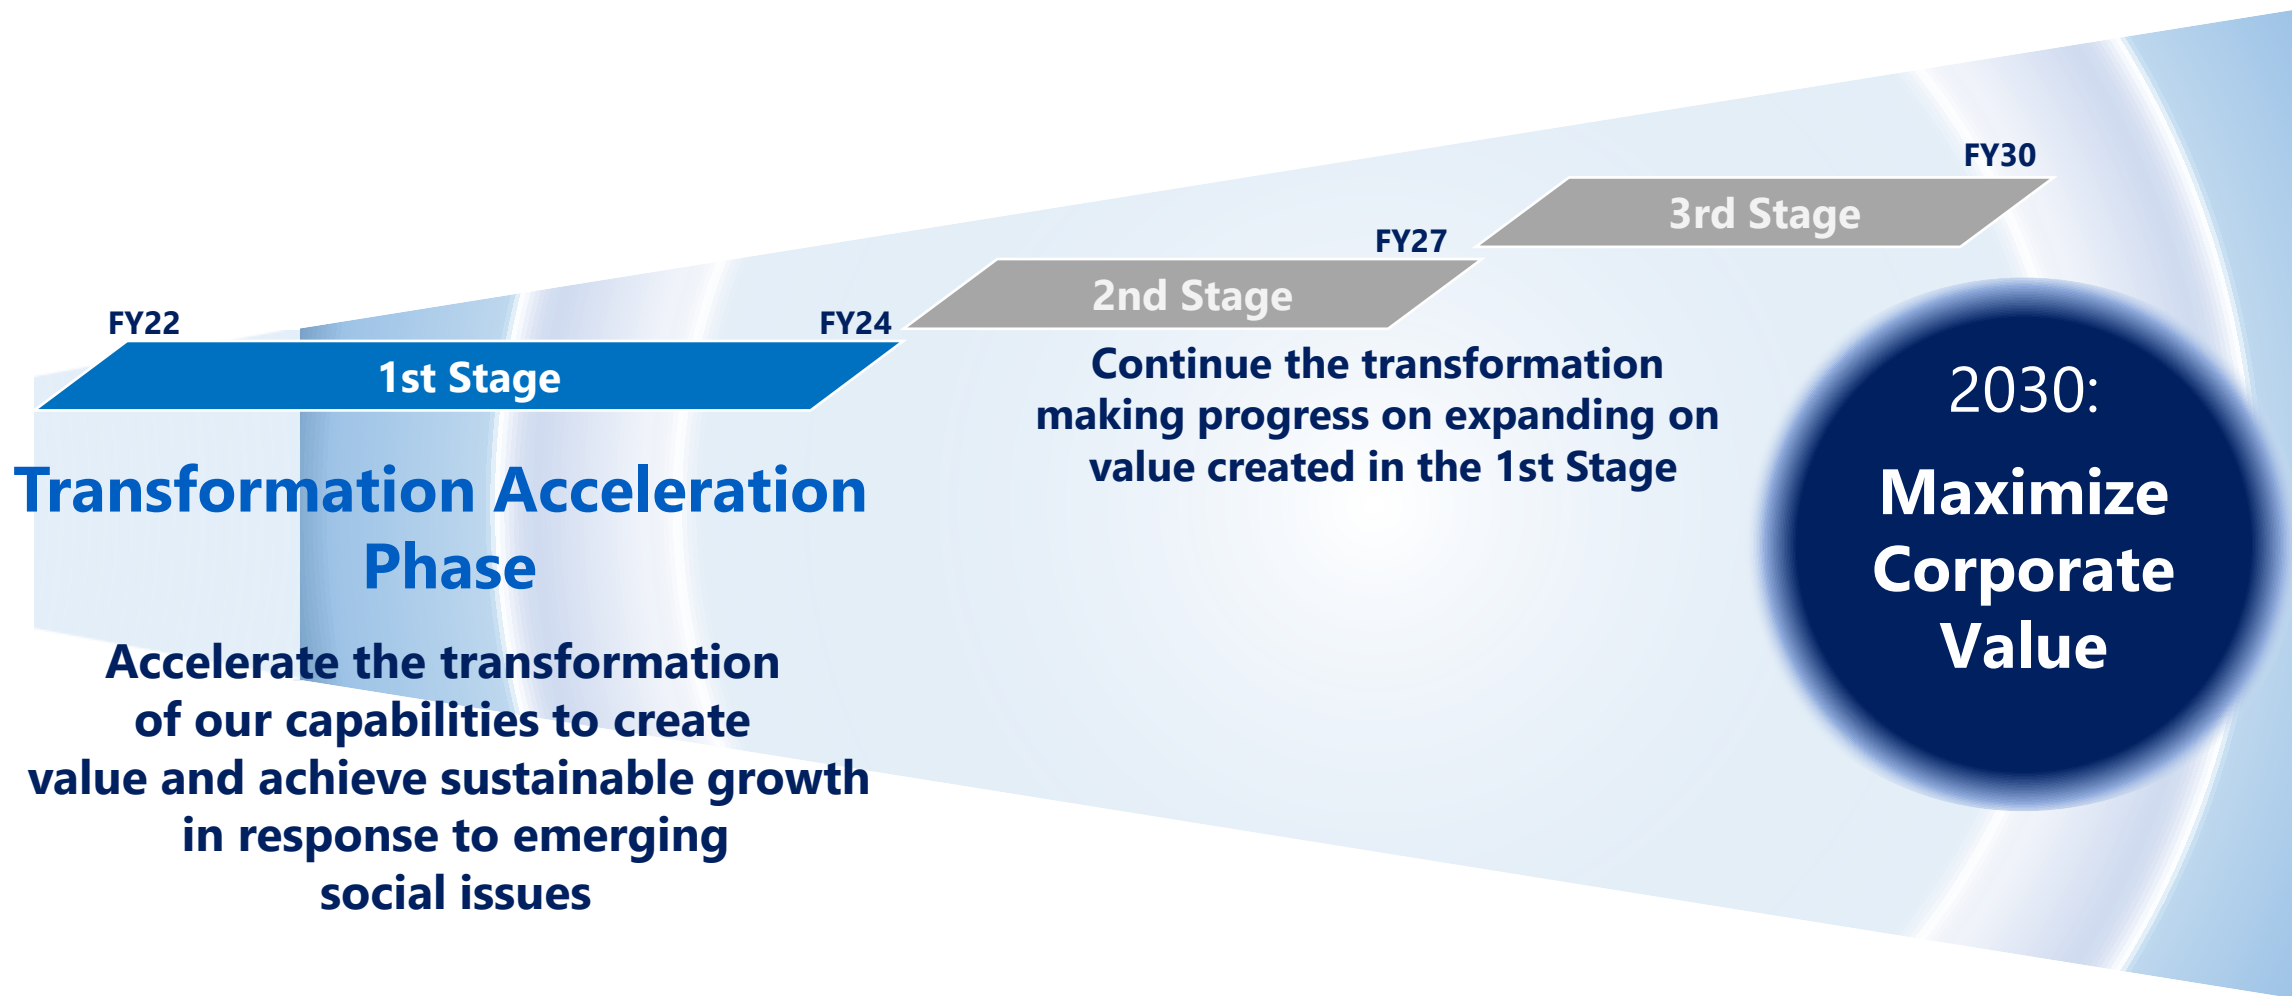 FY22
FY24
1st Stage
Transformation Acceleration
Phase
Accelerate the transformation
of our capabilities to create
value and achieve sustainable growth
in response to emerging
social issues
FY27
2nd Stage
Continue the transformation
making progress on expanding on
value created in the 1st Stage
FY30
3rd Stage
2030:
Maximize
Corporate
Value